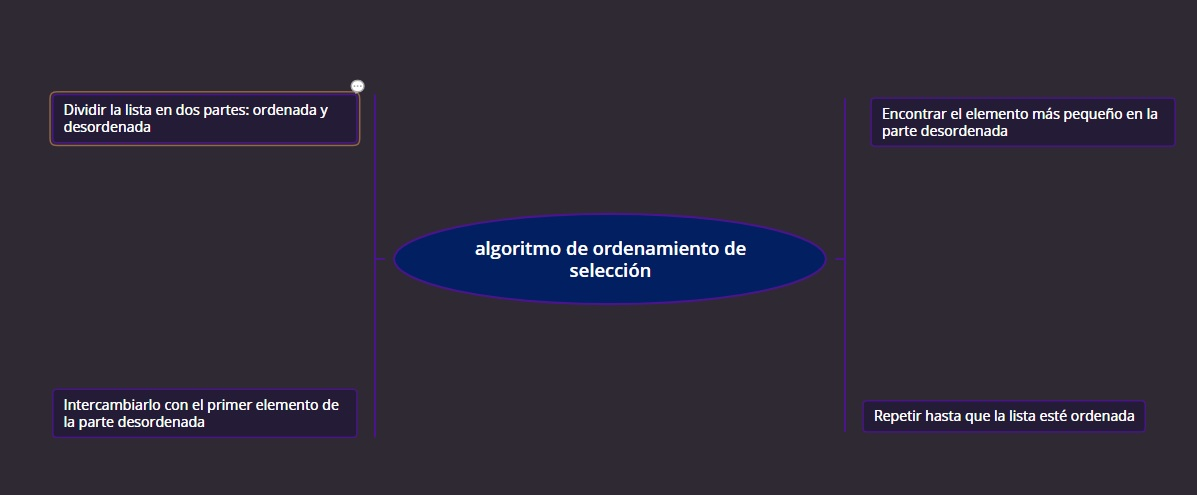 Dividir la lista en dos partes: ordenada y
desordenada
Encontrar el elemento más pequeño en la
parte desordenada
algoritmo de ordenamiento de
selección
Intercambiarlo con el primer elemento de
la parte desordenada
Repetir hasta que la lista esté ordenada